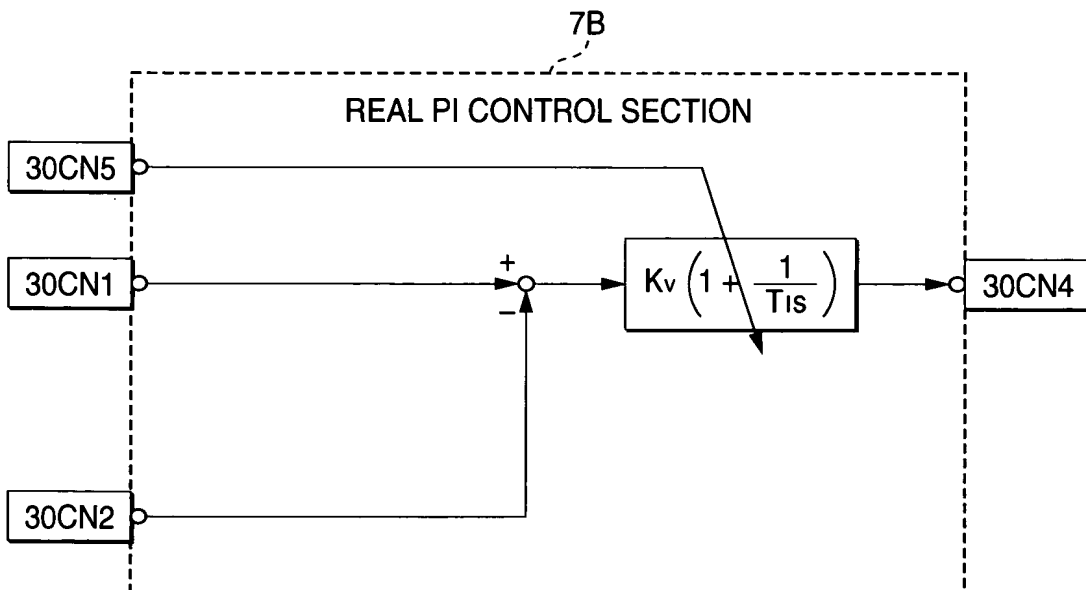 7B
REAL PI CONTROL SECTION
30CN5
30CN1
+
−
Kv (1 + 1/TIS)
30CN4
30CN2